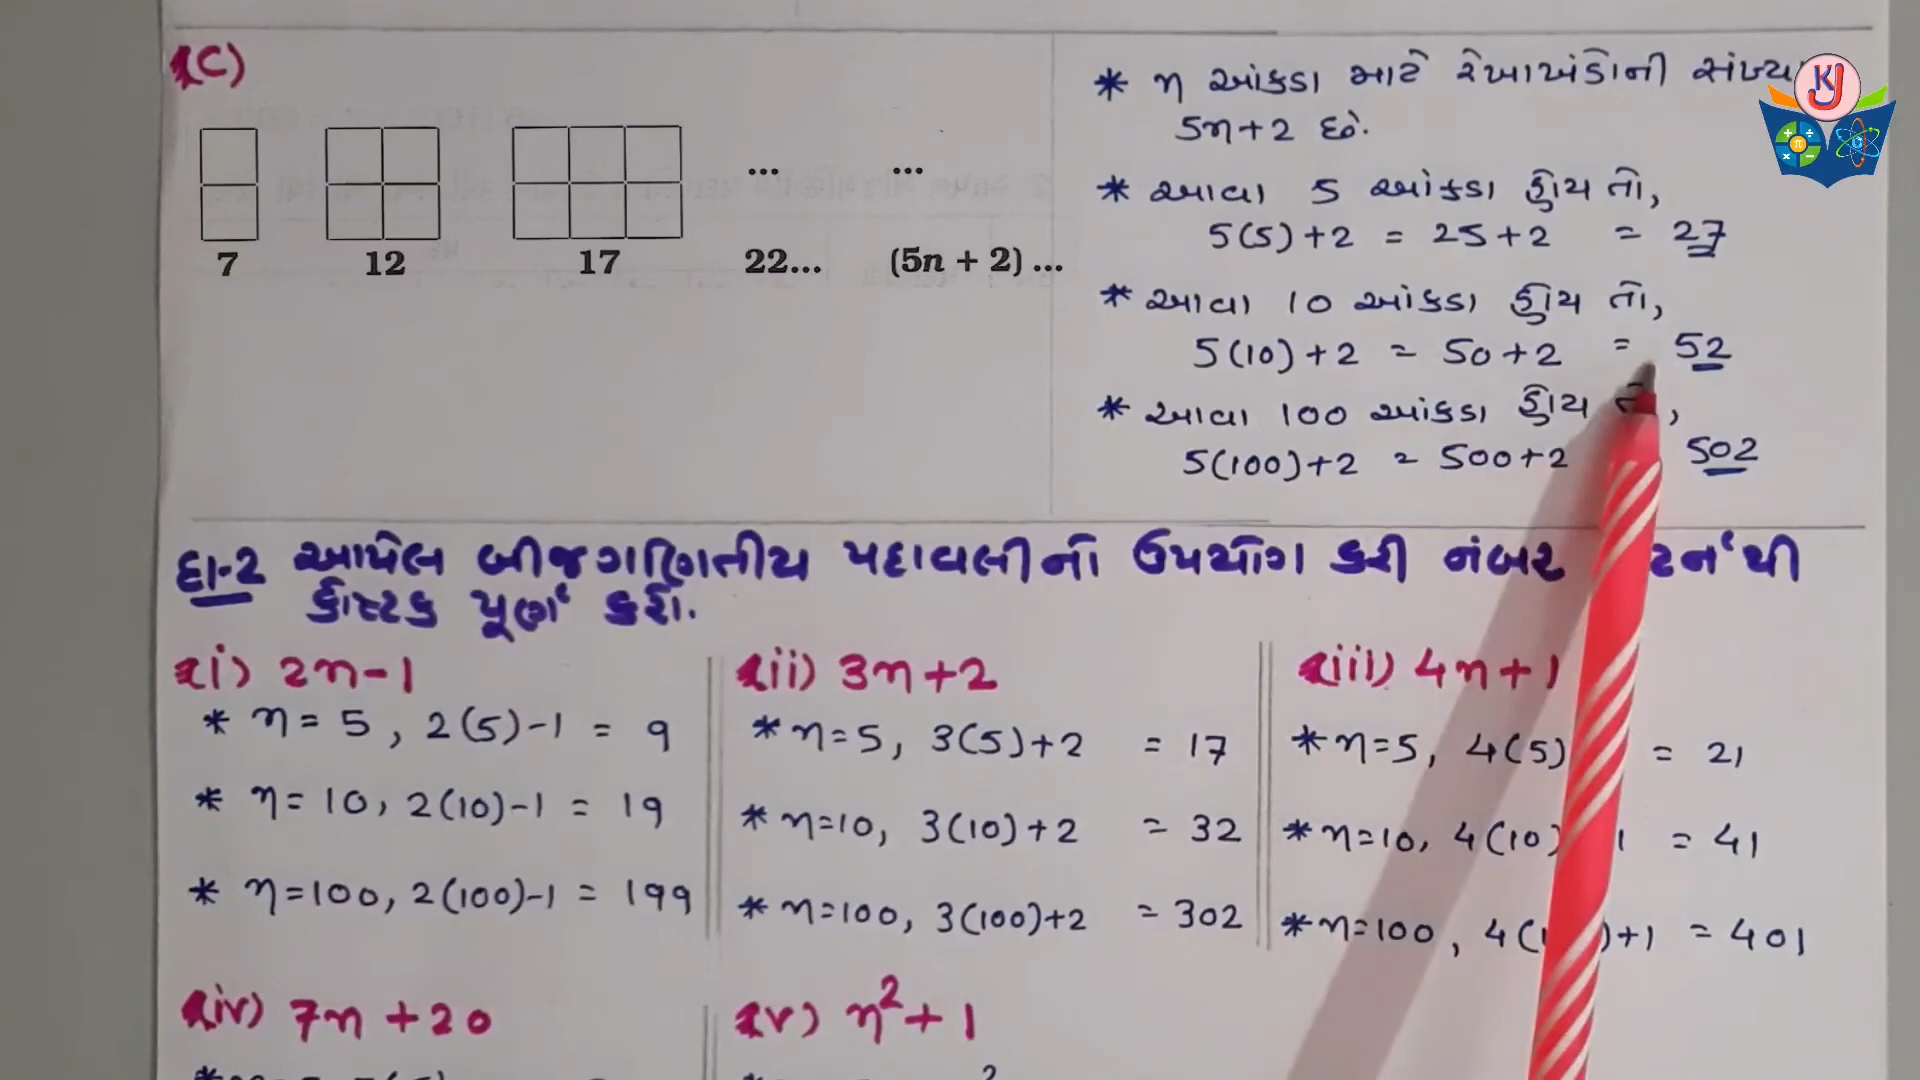 (C)
7 12 17 22... (5n + 2) ...
... ...
* n આંકડા માટે રેખાખંડોની સંખ્યા
5n+2 છે.
* આવા 5 આંકડા હોય તો,
5(5)+2 = 25+2 = 27
* આવા 10 આંકડા હોય તો,
5(10)+2 = 50+2 = 52
* આવા 100 આંકડા હોય તો,
5(100)+2 = 500+2 502
KJ
દા-2 આપેલ બીજગણિતીય પદાવલીનો ઉપયોગ કરી નંબર ટર્નથી
કોષ્ટક પૂર્ણ કરો.
(i) 2n-1
* n = 5, 2(5)-1 = 9
* n = 10, 2(10)-1 = 19
* n=100, 2(100)-1 = 199
(ii) 3n+2
* n=5, 3(5)+2 = 17
* n=10, 3(10)+2 = 32
* n=100, 3(100)+2 = 302
(iii) 4n+1
* n=5, 4(5) = 21
* n=10, 4(10) 1 = 41
* n=100, 4(1 )+1 = 401
(iv) 7n+20
(v) n²+1